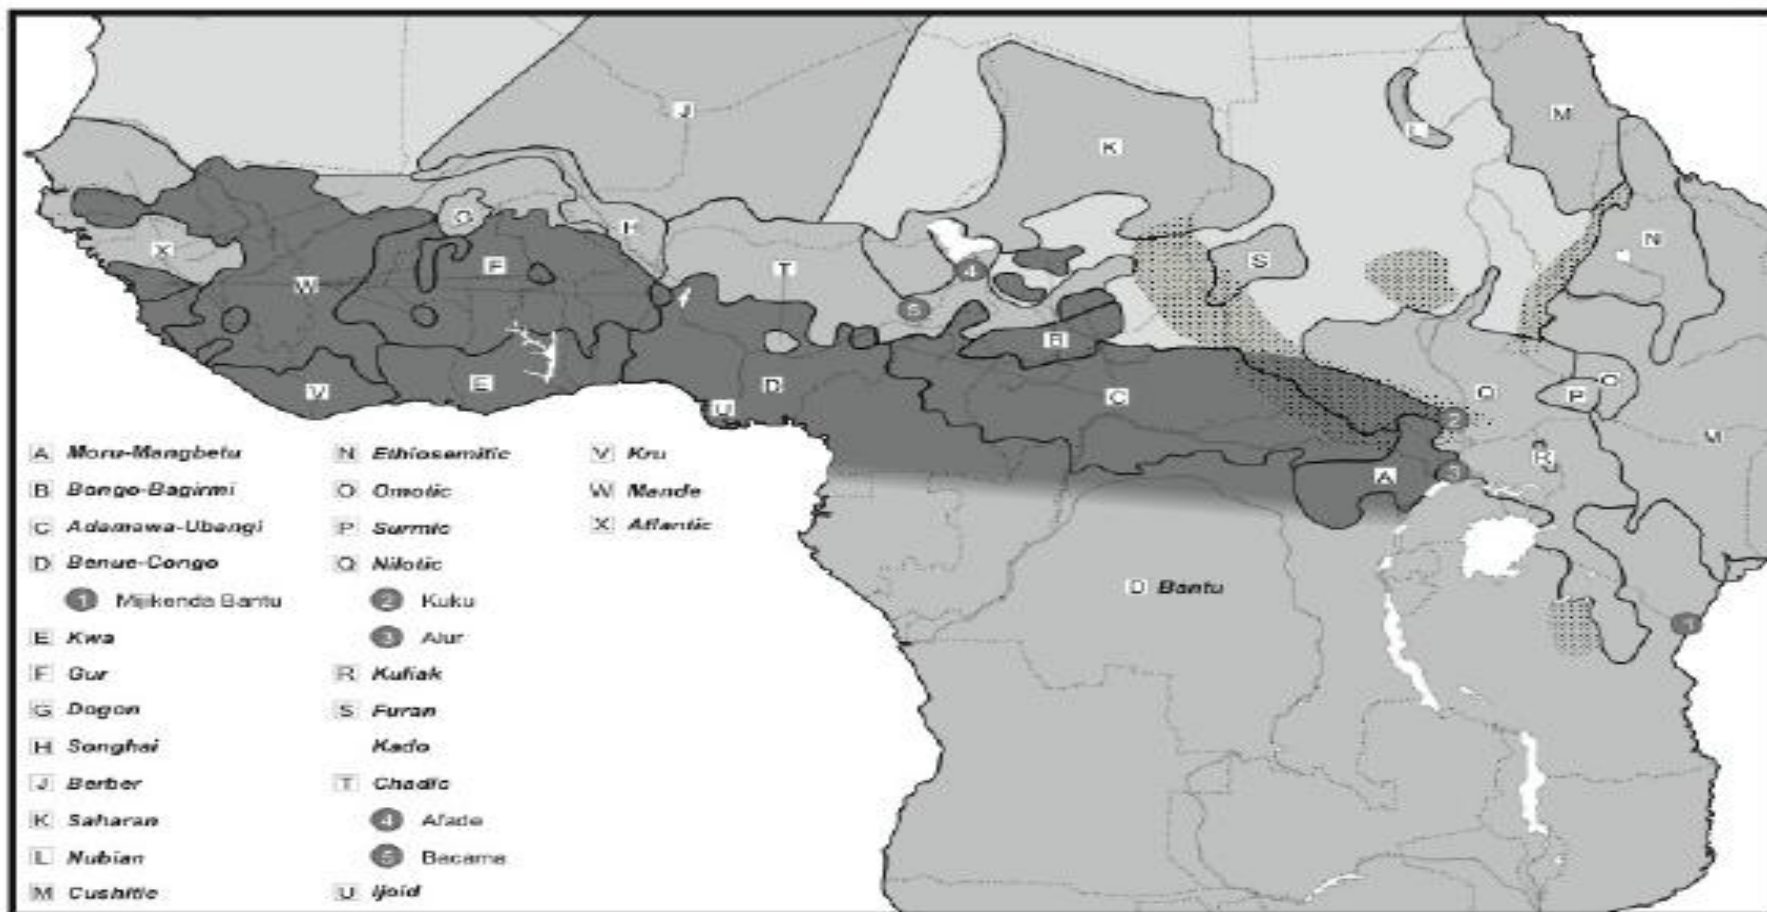 J
K
L
M
N
G
H
X
F
W
T
S
4
5
B
V
E
D
U
C
Q
P
O
2
M
R
3
A
D Bantu
1
A Moru-Mangbetu
B Bongo-Bagirmi
C Adamawa-Ubangi
D Benue-Congo
1 Mijikenda Bantu
E Kwa
F Gur
G Dogon
H Songhai
J Berber
K Saharan
L Nubian
M Cushitic
N Ethiosemitic
O Omotic
P Surmic
Q Nilotic
2 Kuku
3 Alur
R Kuliak
S Furan
Kado
T Chadic
4 Afade
5 Bacama
U Ijoid
V Kru
W Mande
X Atlantic